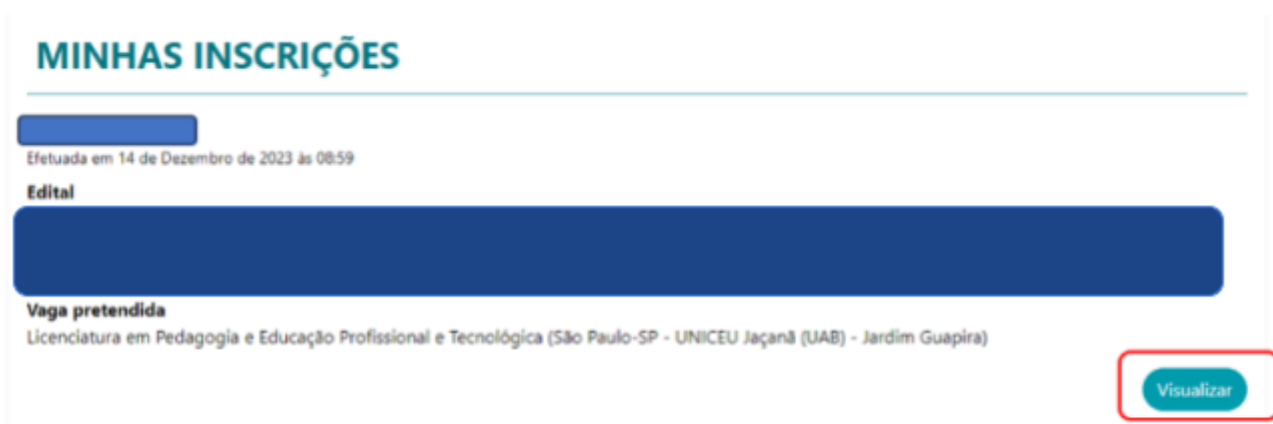 MINHAS INSCRIÇÕES
Efetuada em 14 de Dezembro de 2023 às 08:59
Edital
Vaga pretendida
Licenciatura em Pedagogia e Educação Profissional e Tecnológica (São Paulo-SP - UNICEU Jaçanã (UAB) - Jardim Guapira)
Visualizar